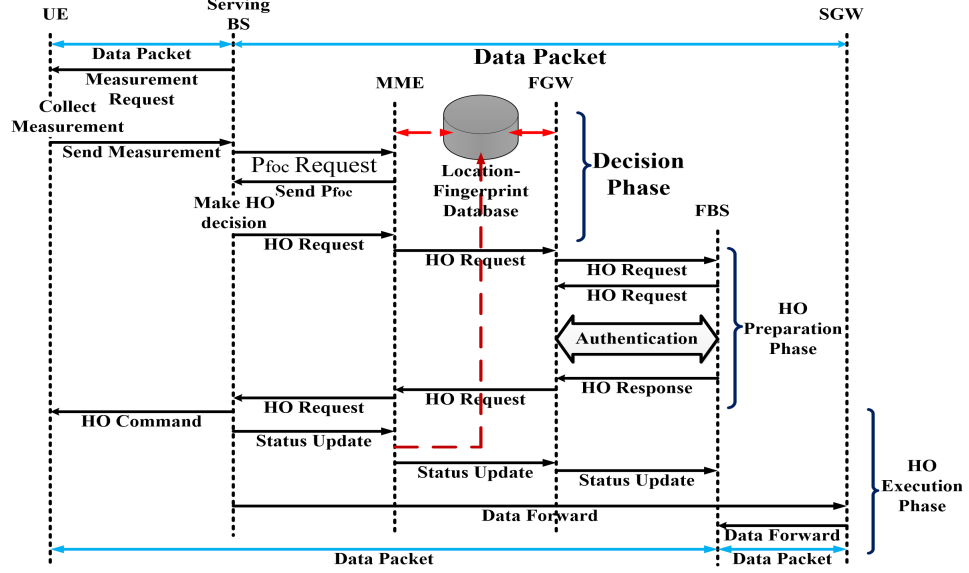 UE
Serving
BS
SGW
Data Packet
Data Packet
Measurement
Request
MME
FGW
Collect
Measurement
Send Measurement
Pfoc Request
Send Pfoc
Location-
Fingerprint
Database
Decision
Phase
Make HO
decision
FBS
HO Request
HO Request
HO Request
HO Request
Authentication
HO
Preparation
Phase
HO Response
HO Request
HO Request
HO Command
Status Update
Status Update
Status Update
HO
Execution
Phase
Data Forward
Data Forward
Data Packet
Data Packet